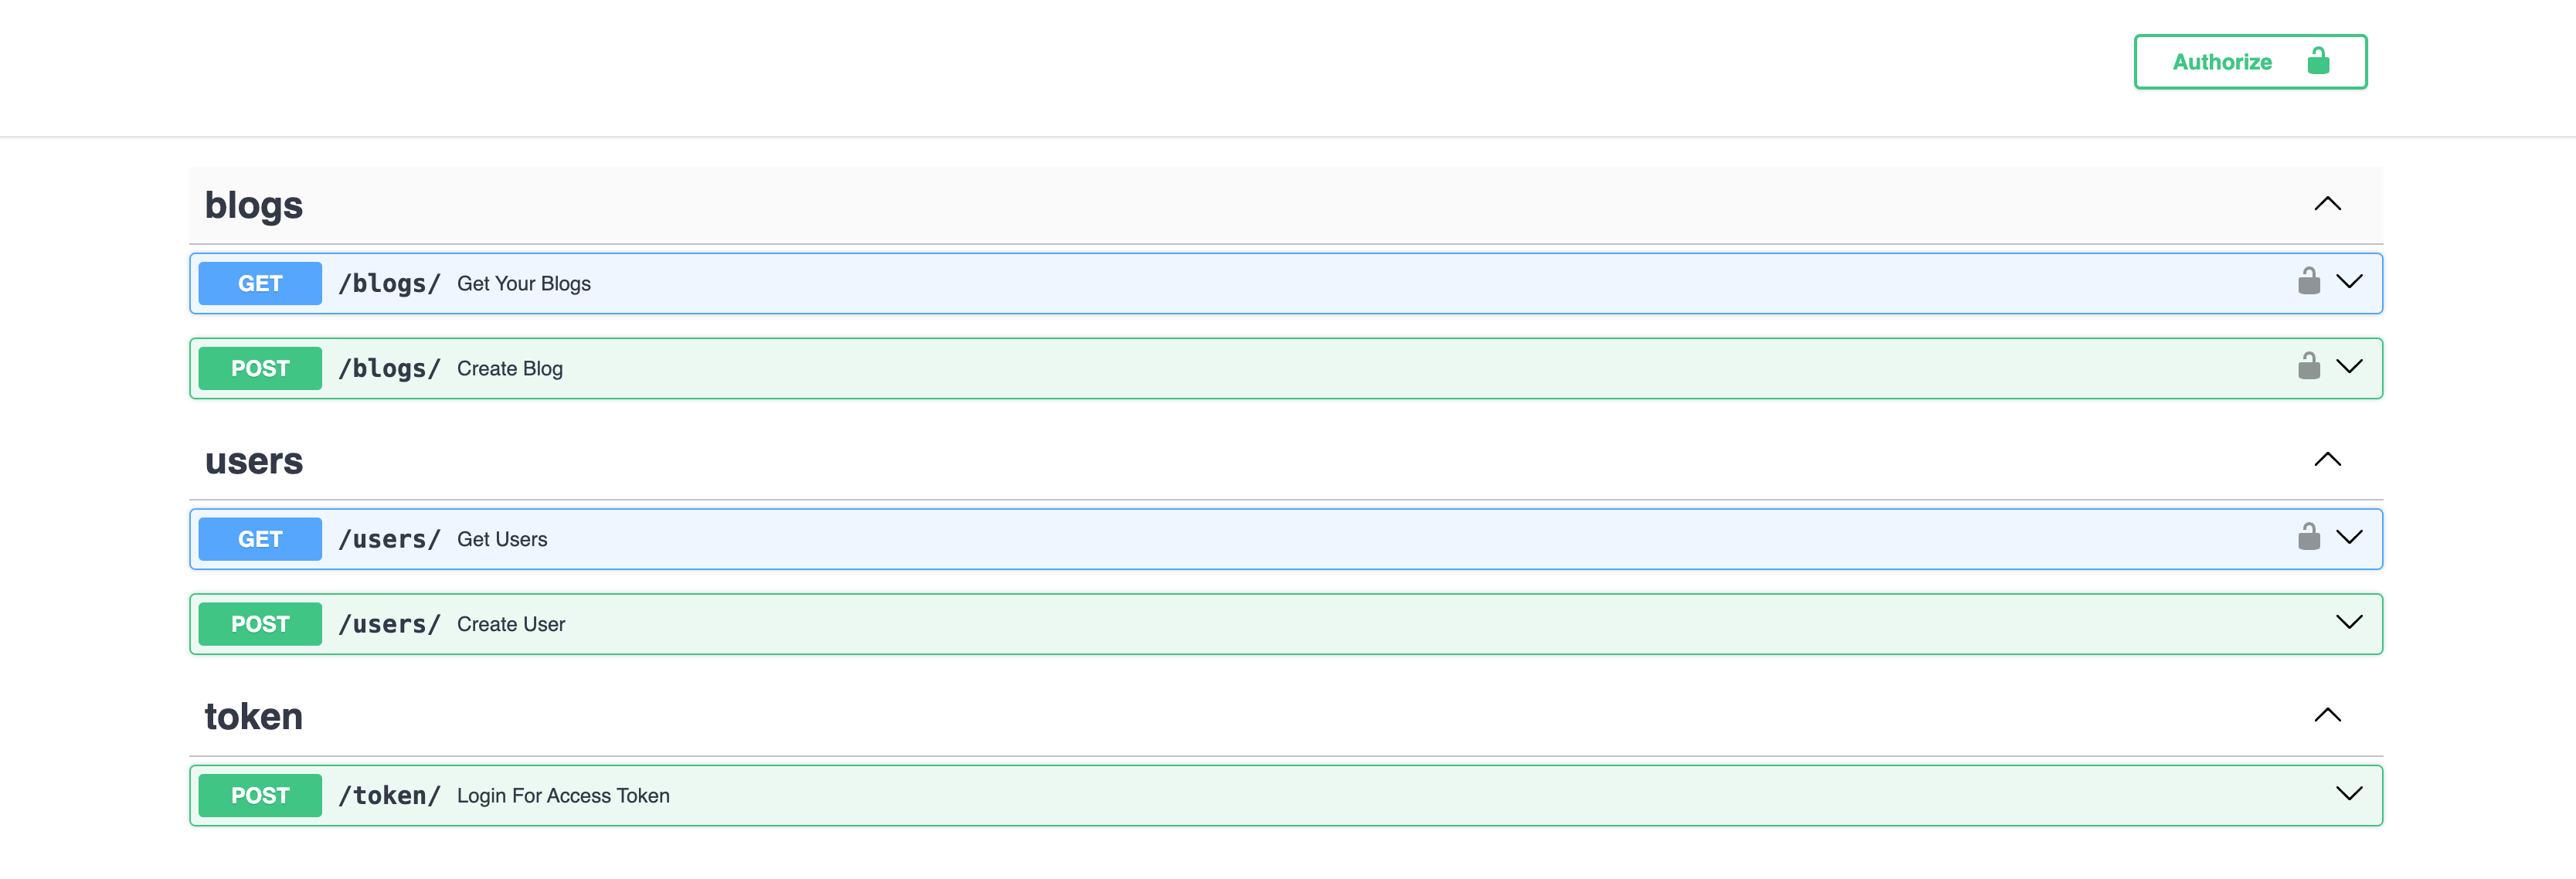 Authorize
blogs
GET /blogs/ Get Your Blogs
POST /blogs/ Create Blog
users
GET /users/ Get Users
POST /users/ Create User
token
POST /token/ Login For Access Token